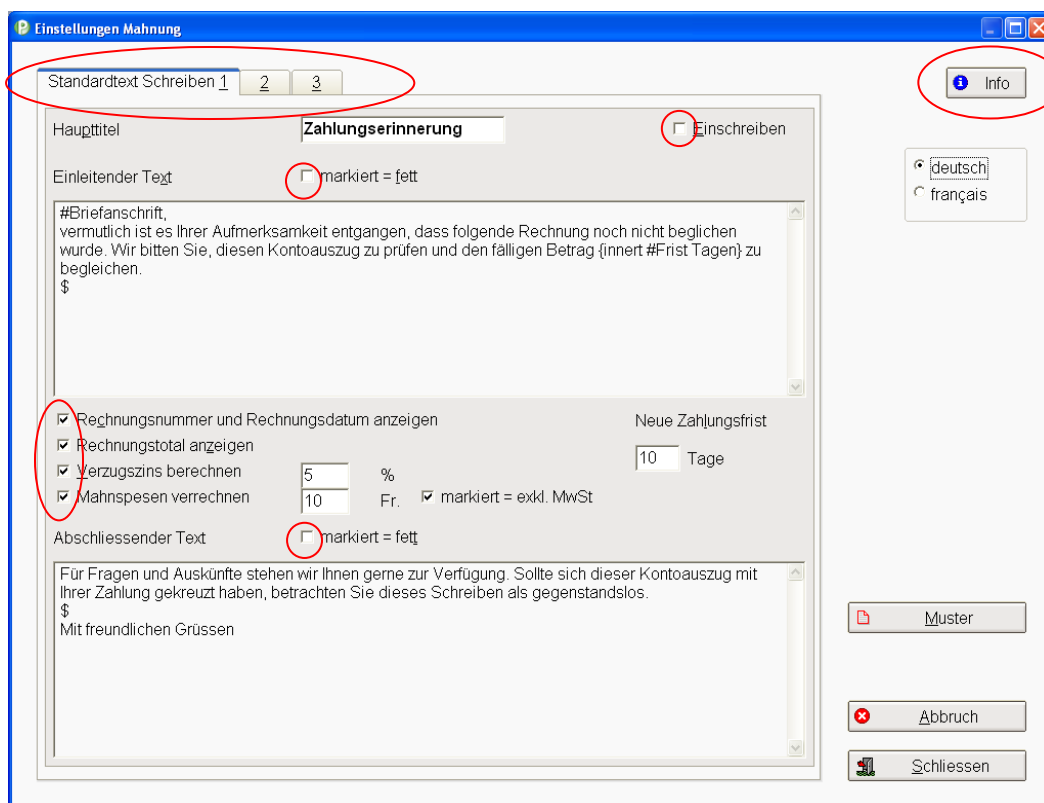 Einstellungen Mahnung
Standardtext Schreiben 1
2
3
Info
Haupttitel
Zahlungserinnerung
Einschreiben
deutsch
français
Einleitender Text
markiert = fett
#Briefanschrift,
vermutlich ist es Ihrer Aufmerksamkeit entgangen, dass folgende Rechnung noch nicht beglichen
wurde. Wir bitten Sie, diesen Kontoauszug zu prüfen und den fälligen Betrag {innert #Frist Tagen} zu
begleichen.
$
Rechnungsnummer und Rechnungsdatum anzeigen
Neue Zahlungsfrist
Rechnungstotal anzeigen
10 Tage
Verzugszins berechnen 5 %
Mahnspesen verrechnen 10 Fr. markiert = exkl. MwSt
Abschliessender Text
markiert = fett
Für Fragen und Auskünfte stehen wir Ihnen gerne zur Verfügung. Sollte sich dieser Kontoauszug mit
Ihrer Zahlung gekreuzt haben, betrachten Sie dieses Schreiben als gegenstandslos.
$
Mit freundlichen Grüssen
Muster
Abbruch
Schliessen